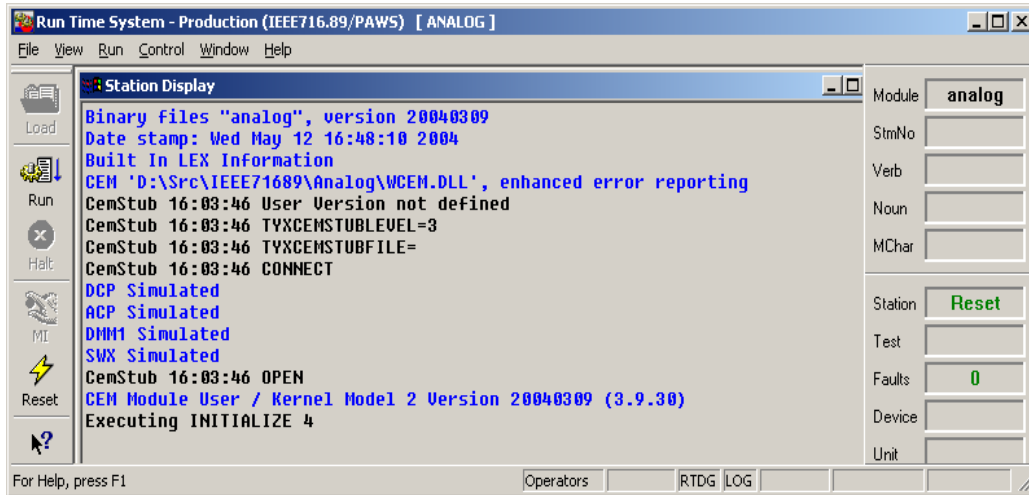 Run Time System - Production (IEEE716.89/PAWS) [ ANALOG ]
File View Run Control Window Help
Load
Run
Halt
MI
Reset
Station Display
Binary files "analog", version 20040309
Date stamp: Wed May 12 16:48:10 2004
Built In LEX Information
CEM 'D:\Src\IEEE71689\Analog\WCEM.DLL', enhanced error reporting
CemStub 16:03:46 User Version not defined
CemStub 16:03:46 TYXCEMSTUBLEVEL=3
CemStub 16:03:46 TYXCEMSTUBFILE=
CemStub 16:03:46 CONNECT
DCP Simulated
ACP Simulated
DMM1 Simulated
SWX Simulated
CemStub 16:03:46 OPEN
CEM Module User / Kernel Model 2 Version 20040309 (3.9.30)
Executing INITIALIZE 4
Module analog
StmNo
Verb
Noun
MChar
Station Reset
Test
Faults 0
Device
Unit
For Help, press F1
Operators RTDG LOG